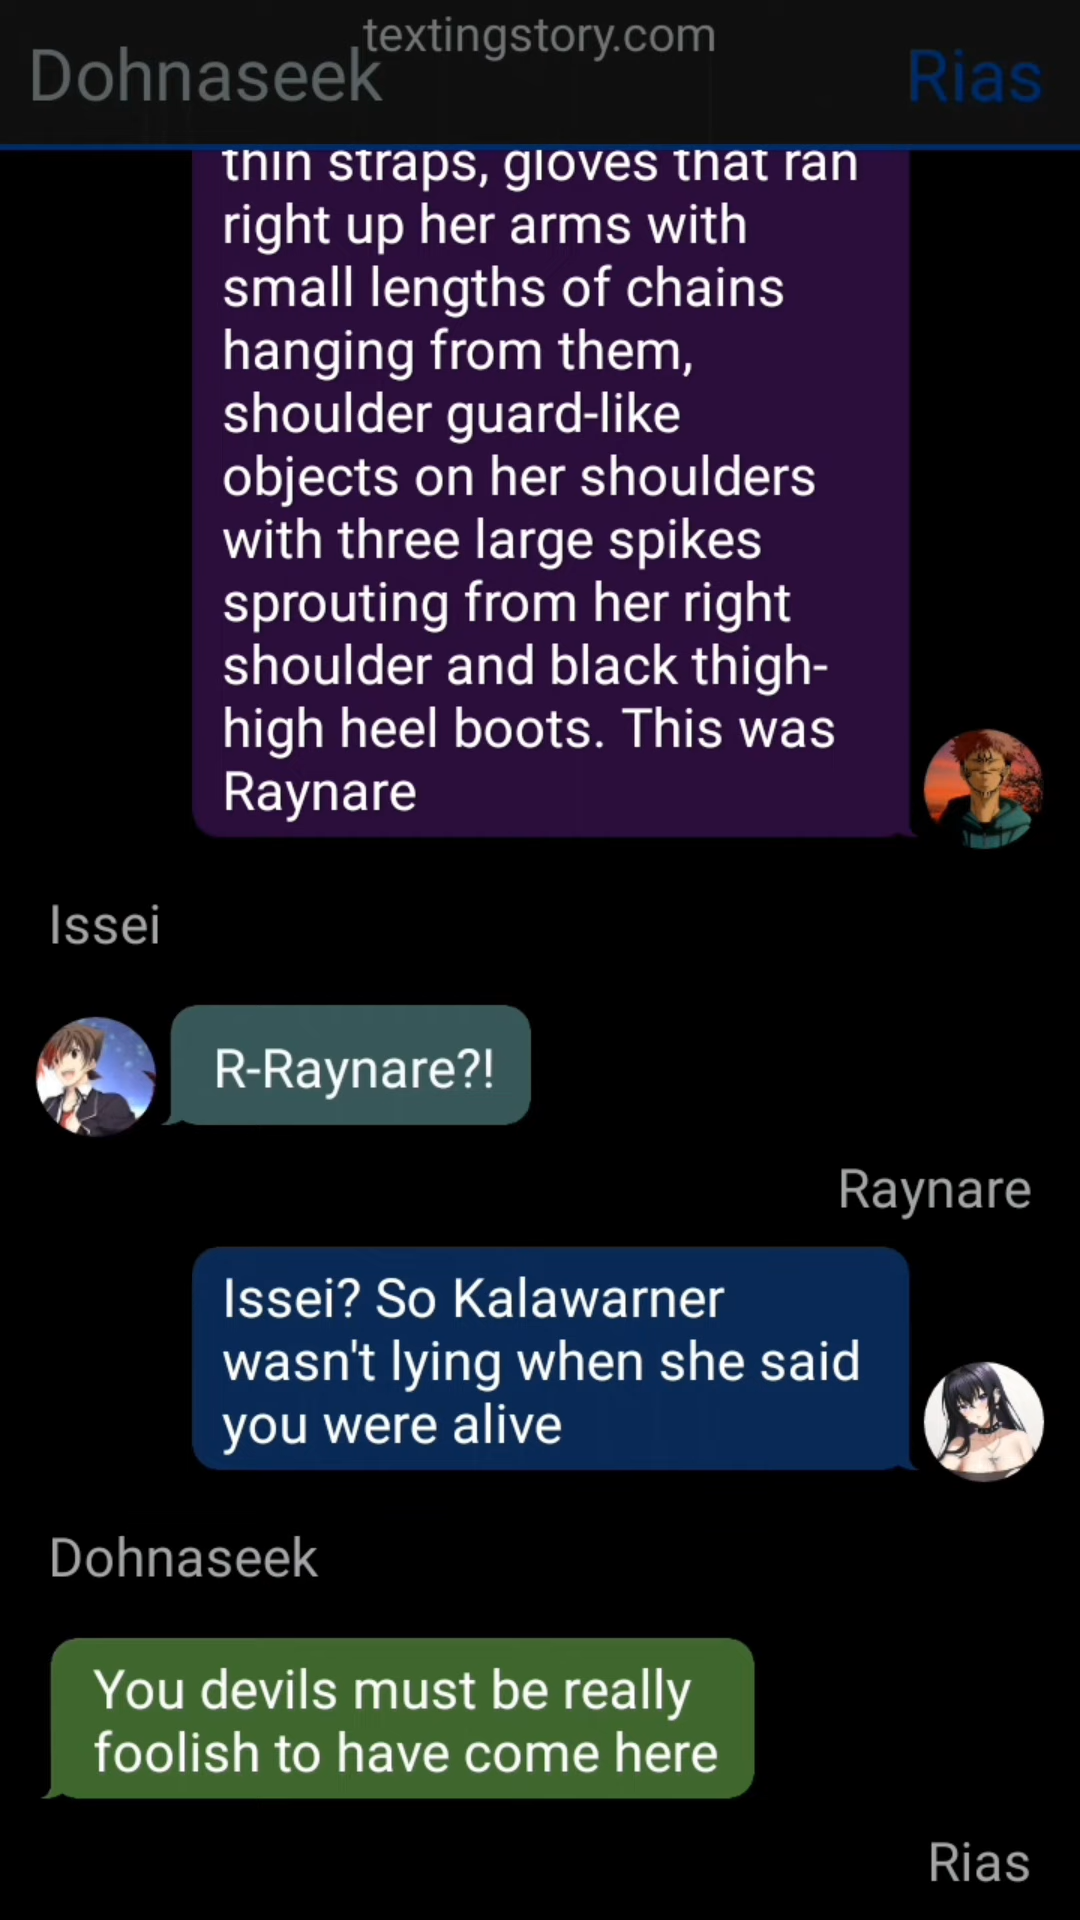 textingstory.com
Dohnaseek
Rias
thin straps, gloves that ran
right up her arms with
small lengths of chains
hanging from them,
shoulder guard-like
objects on her shoulders
with three large spikes
sprouting from her right
shoulder and black thigh-
high heel boots. This was
Raynare
Issei
R-Raynare?!
Raynare
Issei? So Kalawarner
wasn't lying when she said
you were alive
Dohnaseek
You devils must be really
foolish to have come here
Rias